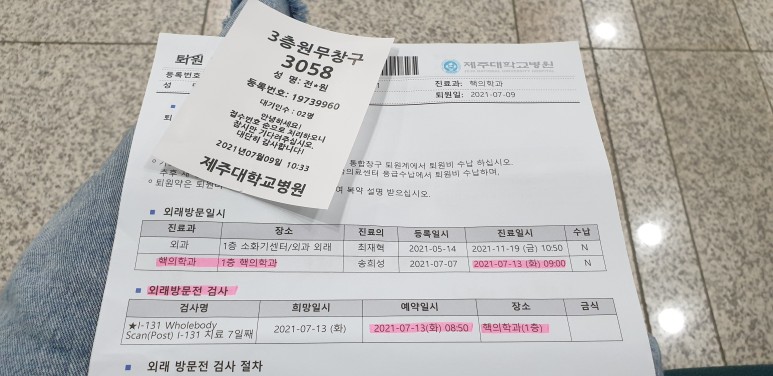 3층원무창구
3058
성 명: 전*원
등록번호: 19739960
대기인수 : 02명
안녕하세요!
접수번호 순으로 처리하오니
잠시만 기다려주십시오.
대단히 감사합니다!
2021년07월09일 10:33
제주대학교병원
퇴원
제주대학교병원
등록번호
진료과: 핵의학과
성
퇴원일: 2021-07-09
통합창구 퇴원계에서 퇴원비 수납 하십시오.
의료센터 응급수납에서 퇴원비 수납하며,
추후
퇴원약은 퇴원
복약 설명 받으십시오.
▪ 외래방문일시
진료과 장소 진료의 등록일시 진료일시 수납
외과 1층 소화기센터/외과 외래 최재혁 2021-05-14 2021-11-19 (금) 10:50 N
핵의학과 1층 핵의학과 송희성 2021-07-07 2021-07-13 (화) 09:00 N
▪ 외래방문전 검사
검사명 희망일시 예약일시 장소 금식
★I-131 Wholebody
Scan(Post) I-131 치료 7일째 2021-07-13 (화) 2021-07-13(화) 08:50 핵의학과(1층)
▪ 외래 방문전 검사 절차